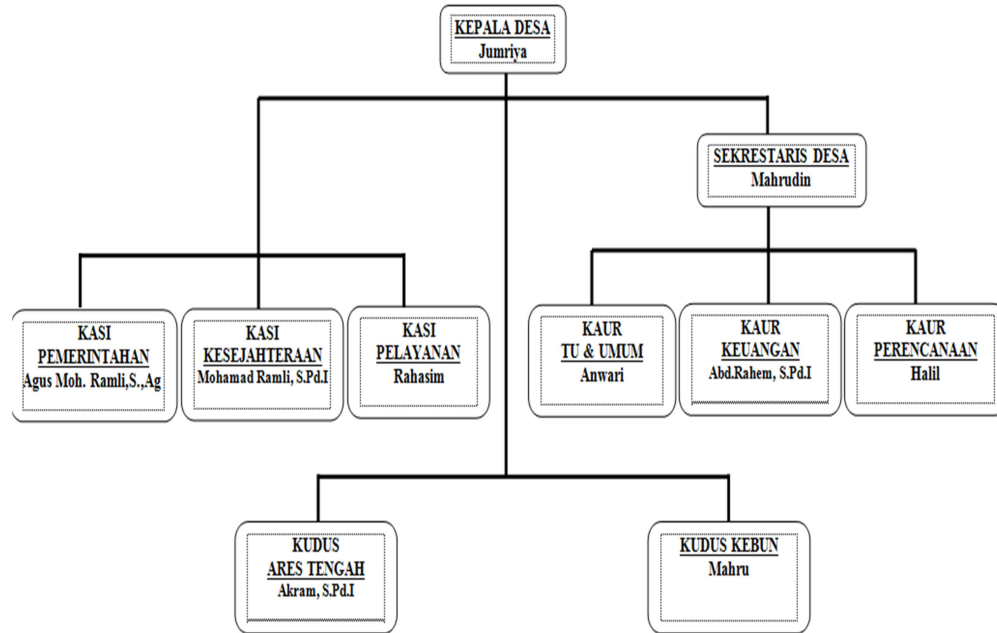 KEPALA DESA
Jumriya
SEKRESTARIS DESA
Mahrudin
KASI
PEMERINTAHAN
Agus Moh. Ramli,S.,Ag
KASI
KESEJAHTERAAN
Mohamad Ramli, S.Pd.I
KASI
PELAYANAN
Rahasim
KAUR
TU & UMUM
Anwari
KAUR
KEUANGAN
Abd.Rahem, S.Pd.I
KAUR
PERENCANAAN
Halil
KUDUS
ARES TENGAH
Akram, S.Pd.I
KUDUS KEBUN
Mahru